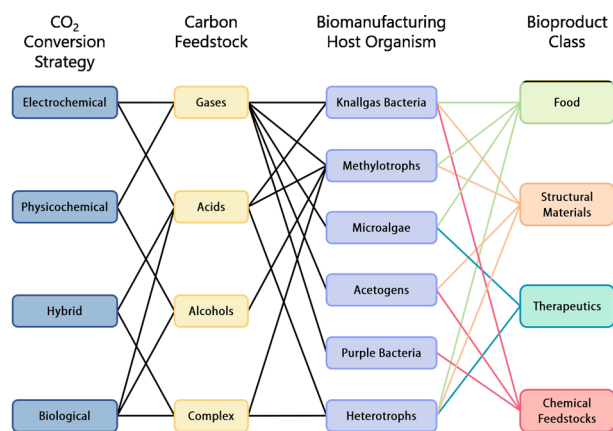 CO₂
Conversion
Strategy
Carbon
Feedstock
Biomanufacturing
Host Organism
Bioproduct
Class
Electrochemical
Gases
Knallgas Bacteria
Food
Methylotrophs
Physicochemical
Acids
Structural
Materials
Microalgae
Acetogens
Hybrid
Alcohols
Therapeutics
Purple Bacteria
Biological
Complex
Heterotrophs
Chemical
Feedstocks